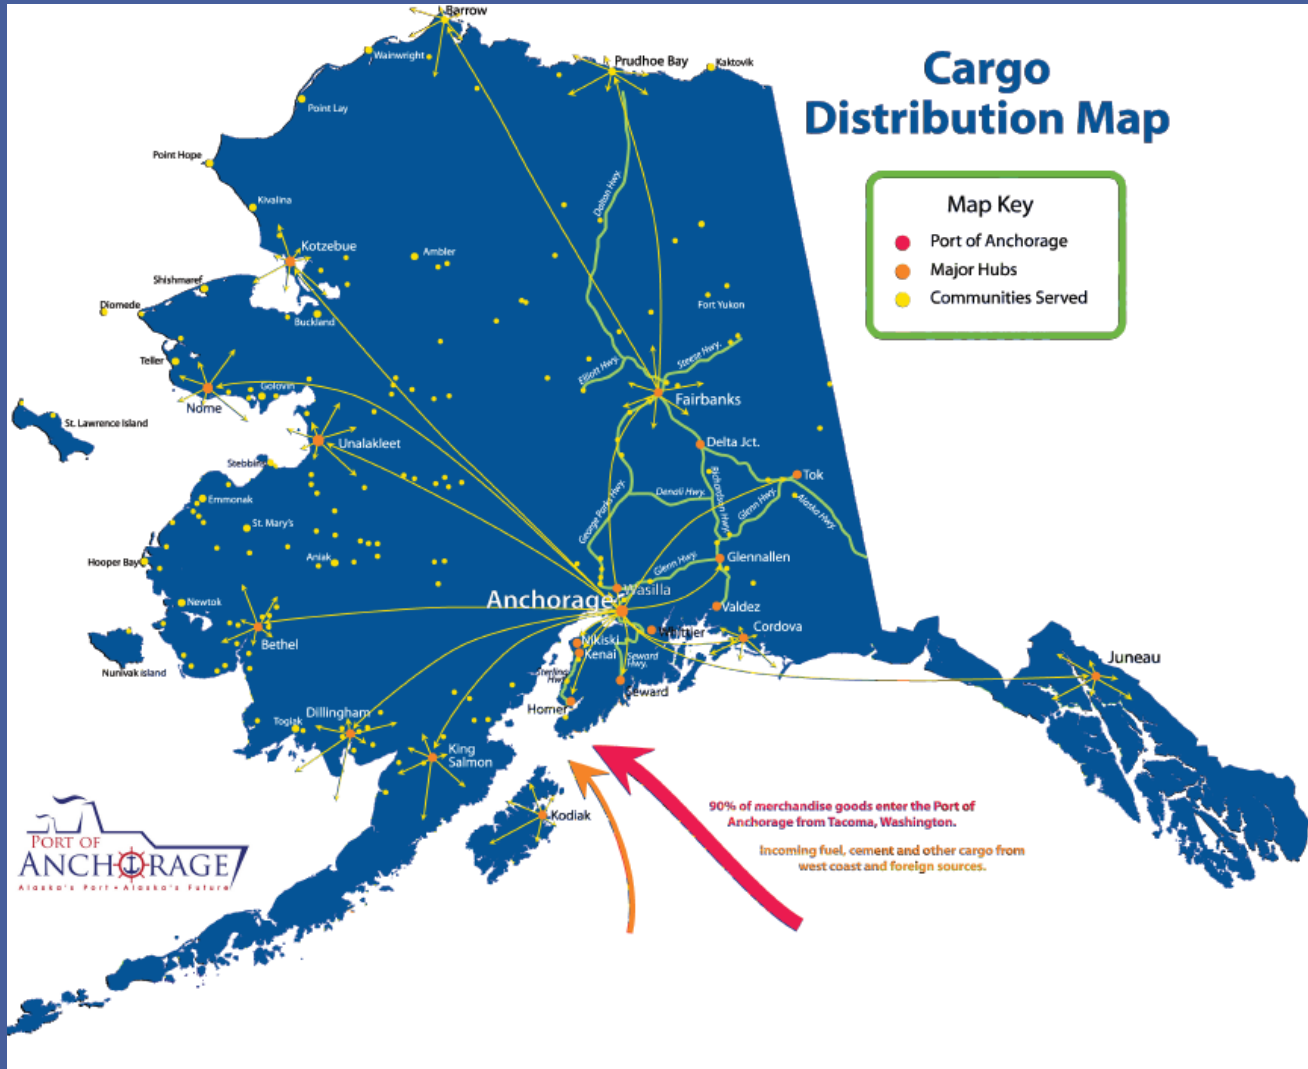 Barrow
Wainwright
Prudhoe Bay
Kaktovik
Cargo
Distribution Map
Point Lay
Point Hope
Kivalina
Dalton Hwy.
Map Key
Port of Anchorage
Major Hubs
Communities Served
Kotzebue
Ambler
Shishmaref
Diomede
Buckland
Fort Yukon
Teller
Elliott Hwy.
Steese Hwy.
Golovin
Nome
Fairbanks
St. Lawrence Island
Unalakleet
Delta Jct.
Stebbins
Tok
Emmonak
George Parks Hwy.
Denali Hwy.
Richardson Hwy.
Glenn Hwy.
Alaska Hwy.
St. Mary's
Hooper Bay
Aniak
Glenn Hwy.
Glennallen
Wasilla
Anchorage
Newtok
Valdez
Bethel
Whittier
Cordova
Nikiski
Kenai
Seward
Hwy.
Nunivak island
Sterling
Hwy.
Juneau
Seward
Homer
Dillingham
Togiak
King
Salmon
90% of merchandise goods enter the Port of
Anchorage from Tacoma, Washington.
Kodiak
Incoming fuel, cement and other cargo from
west coast and foreign sources.
PORT OF
ANCHORAGE
Alaska's Port • Alaska's Future